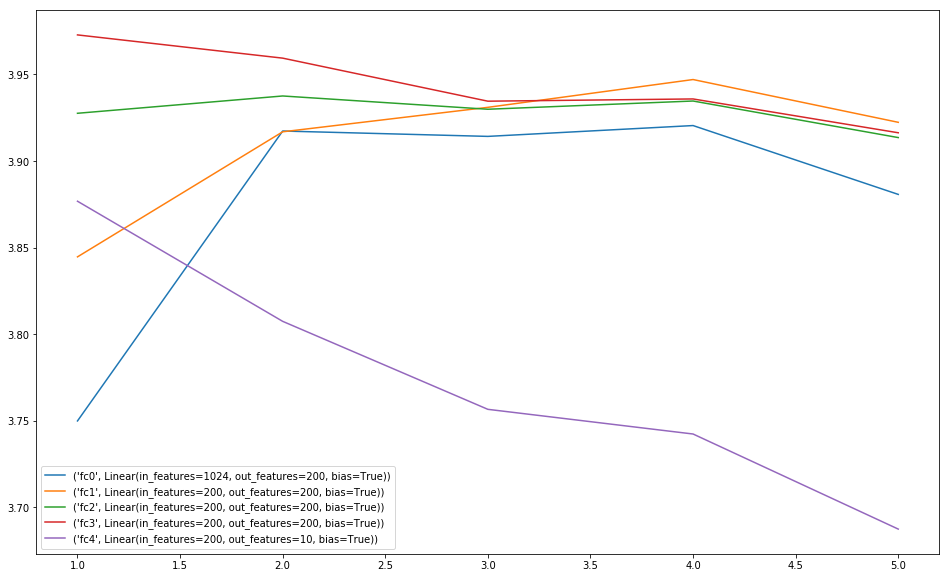 3.95
3.90
3.85
3.80
3.75
3.70
('fc0', Linear(in_features=1024, out_features=200, bias=True))
('fc1', Linear(in_features=200, out_features=200, bias=True))
('fc2', Linear(in_features=200, out_features=200, bias=True))
('fc3', Linear(in_features=200, out_features=200, bias=True))
('fc4', Linear(in_features=200, out_features=10, bias=True))
1.0 1.5 2.0 2.5 3.0 3.5 4.0 4.5 5.0